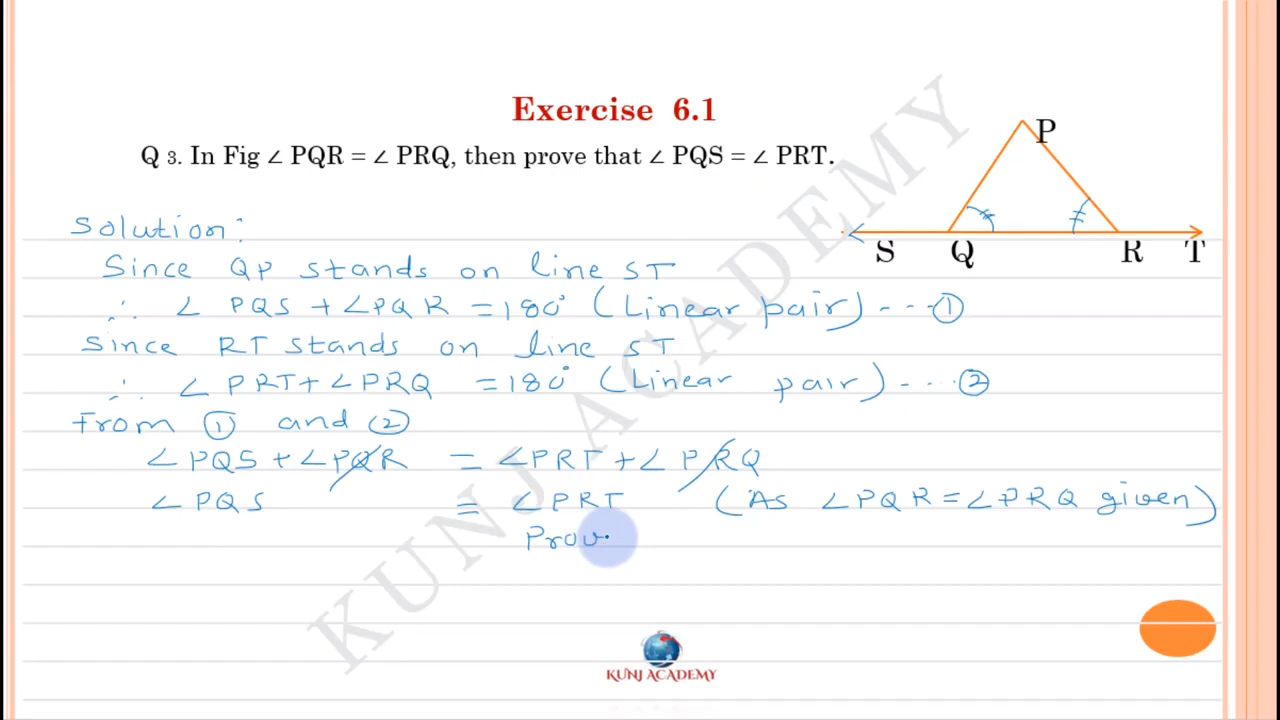 Exercise 6.1
Q 3. In Fig ∠ PQR = ∠ PRQ, then prove that ∠ PQS = ∠ PRT.
P
S Q R T
Solution:
Since QP stands on line ST
∴ ∠ PQS + ∠PQR = 180° (Linear pair) - - - - ①
Since RT stands on line ST
∴ ∠ PRT + ∠PRQ = 180° (Linear pair) - - - - ②
From ① and ②
∠PQS + ∠PQR = ∠PRT + ∠PRQ
∠PQS = ∠PRT (As ∠PQR = ∠PRQ given)
Prov
KUNJ ACADEMY
KUNJ ACADEMY